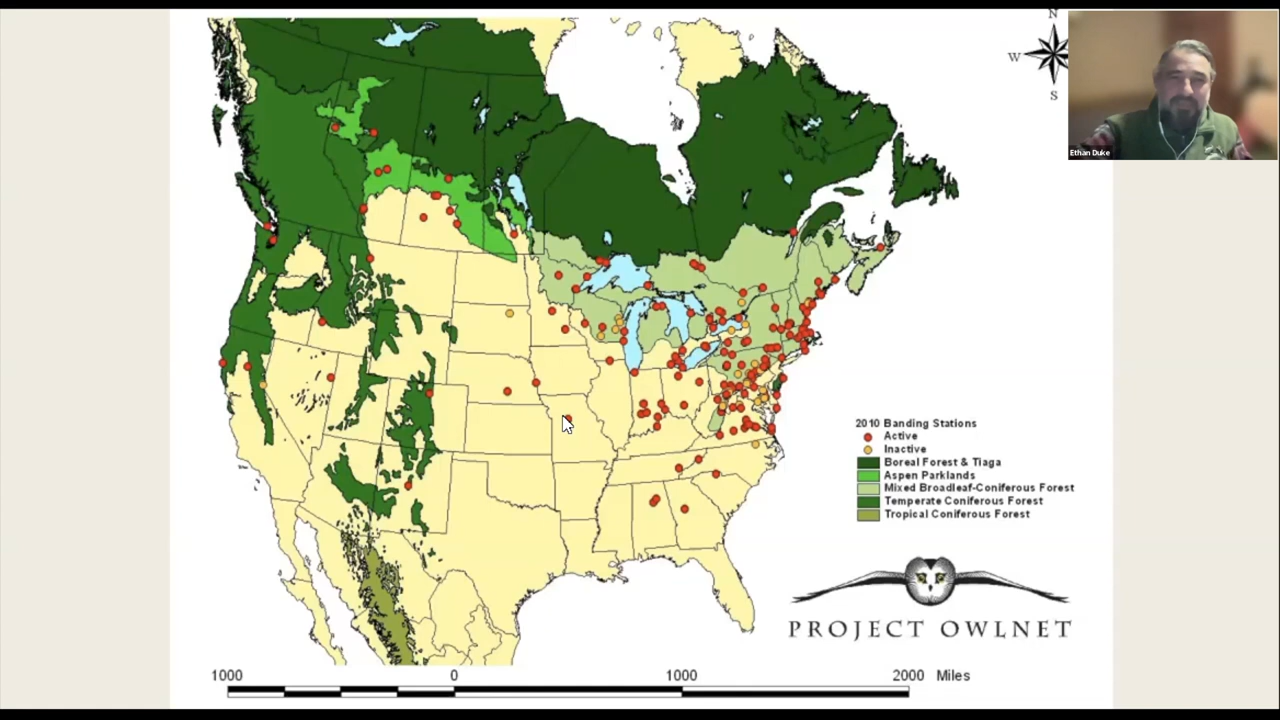 N
W
S
Ethan Duke
2010 Banding Stations
Active
Inactive
Boreal Forest & Tiaga
Aspen Parklands
Mixed Broadleaf-Coniferous Forest
Temperate Coniferous Forest
Tropical Coniferous Forest
PROJECT OWLNET
1000 0 1000 2000 Miles